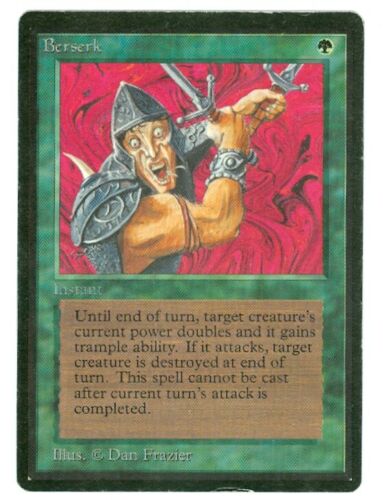 Berserk
Instant
Until end of turn, target creature's
current power doubles and it gains
trample ability. If it attacks, target
creature is destroyed at end of
turn. This spell cannot be cast
after current turn's attack is
completed.
Illus. © Dan Frazier